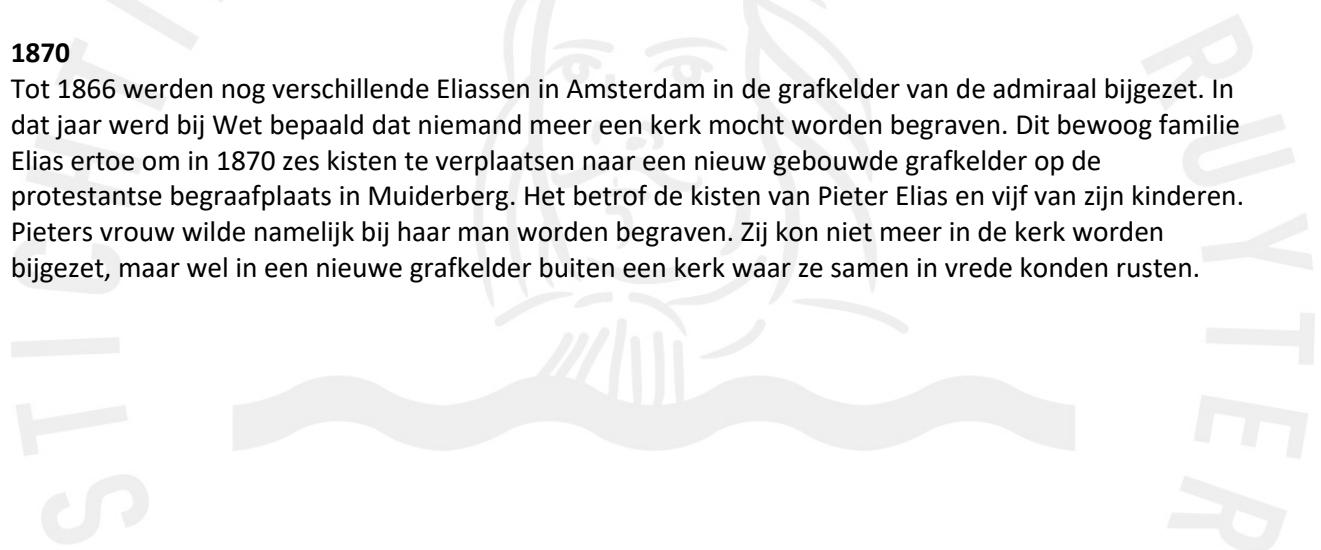 1870
Tot 1866 werden nog verschillende Eliassen in Amsterdam in de grafkelder van de admiraal bijgezet. In
dat jaar werd bij Wet bepaald dat niemand meer een kerk mocht worden begraven. Dit bewoog familie
Elias ertoe om in 1870 zes kisten te verplaatsen naar een nieuw gebouwde grafkelder op de
protestantse begraafplaats in Muiderberg. Het betrof de kisten van Pieter Elias en vijf van zijn kinderen.
Pieters vrouw wilde namelijk bij haar man worden begraven. Zij kon niet meer in de kerk worden
bijgezet, maar wel in een nieuwe grafkelder buiten een kerk waar ze samen in vrede konden rusten.
RUYTER